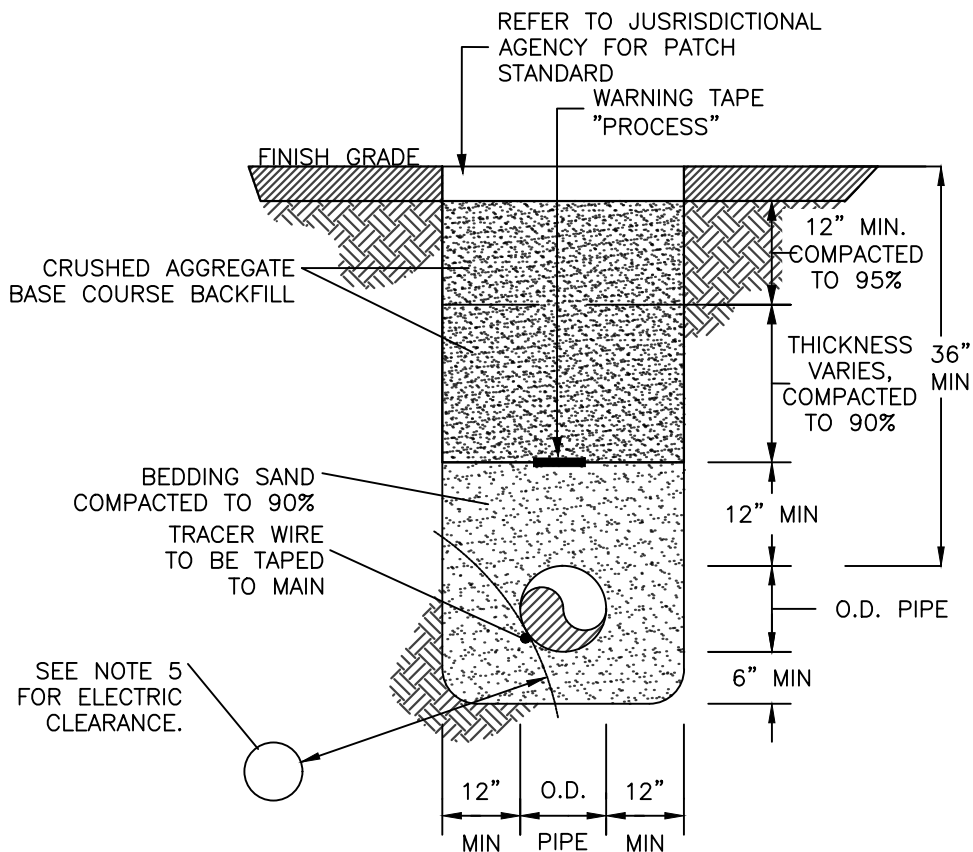 REFER TO JUSRISDICTIONAL
AGENCY FOR PATCH
STANDARD
WARNING TAPE
"PROCESS"
FINISH GRADE
12" MIN.
COMPACTED
TO 95%
CRUSHED AGGREGATE
BASE COURSE BACKFILL
THICKNESS
VARIES,
COMPACTED
TO 90%
36"
MIN
BEDDING SAND
COMPACTED TO 90%
12" MIN
TRACER WIRE
TO BE TAPED
TO MAIN
O.D. PIPE
SEE NOTE 5
FOR ELECTRIC
CLEARANCE.
6" MIN
12"
MIN
O.D.
PIPE
12"
MIN